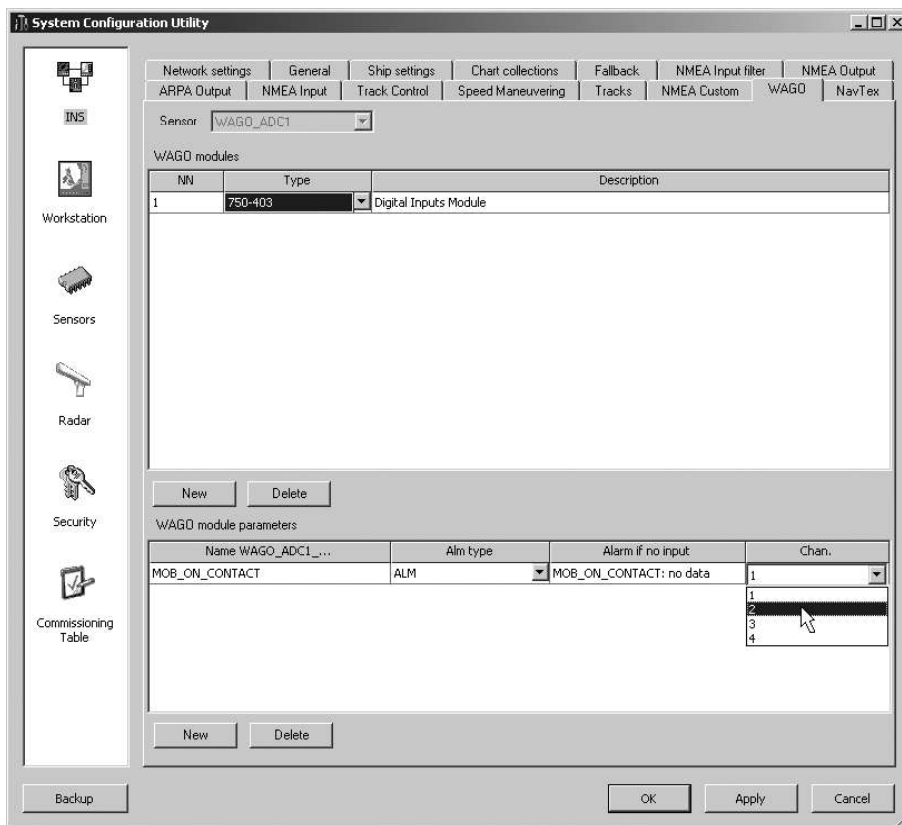 System Configuration Utility
INS
Workstation
Sensors
Radar
Security
Commissioning
Table
Network settings General Ship settings Chart collections Fallback NMEA Input filter NMEA Output
ARPA Output NMEA Input Track Control Speed Maneuvering Tracks NMEA Custom WAGO NavTex
Sensor WAGO_ADC1
WAGO modules
NN Type Description
1 750-403 Digital Inputs Module
New Delete
WAGO module parameters
Name WAGO_ADC1_... Alm type Alarm if no input Chan.
MOB_ON_CONTACT ALM MOB_ON_CONTACT: no data 1
1
2
3
4
New Delete
Backup OK Apply Cancel